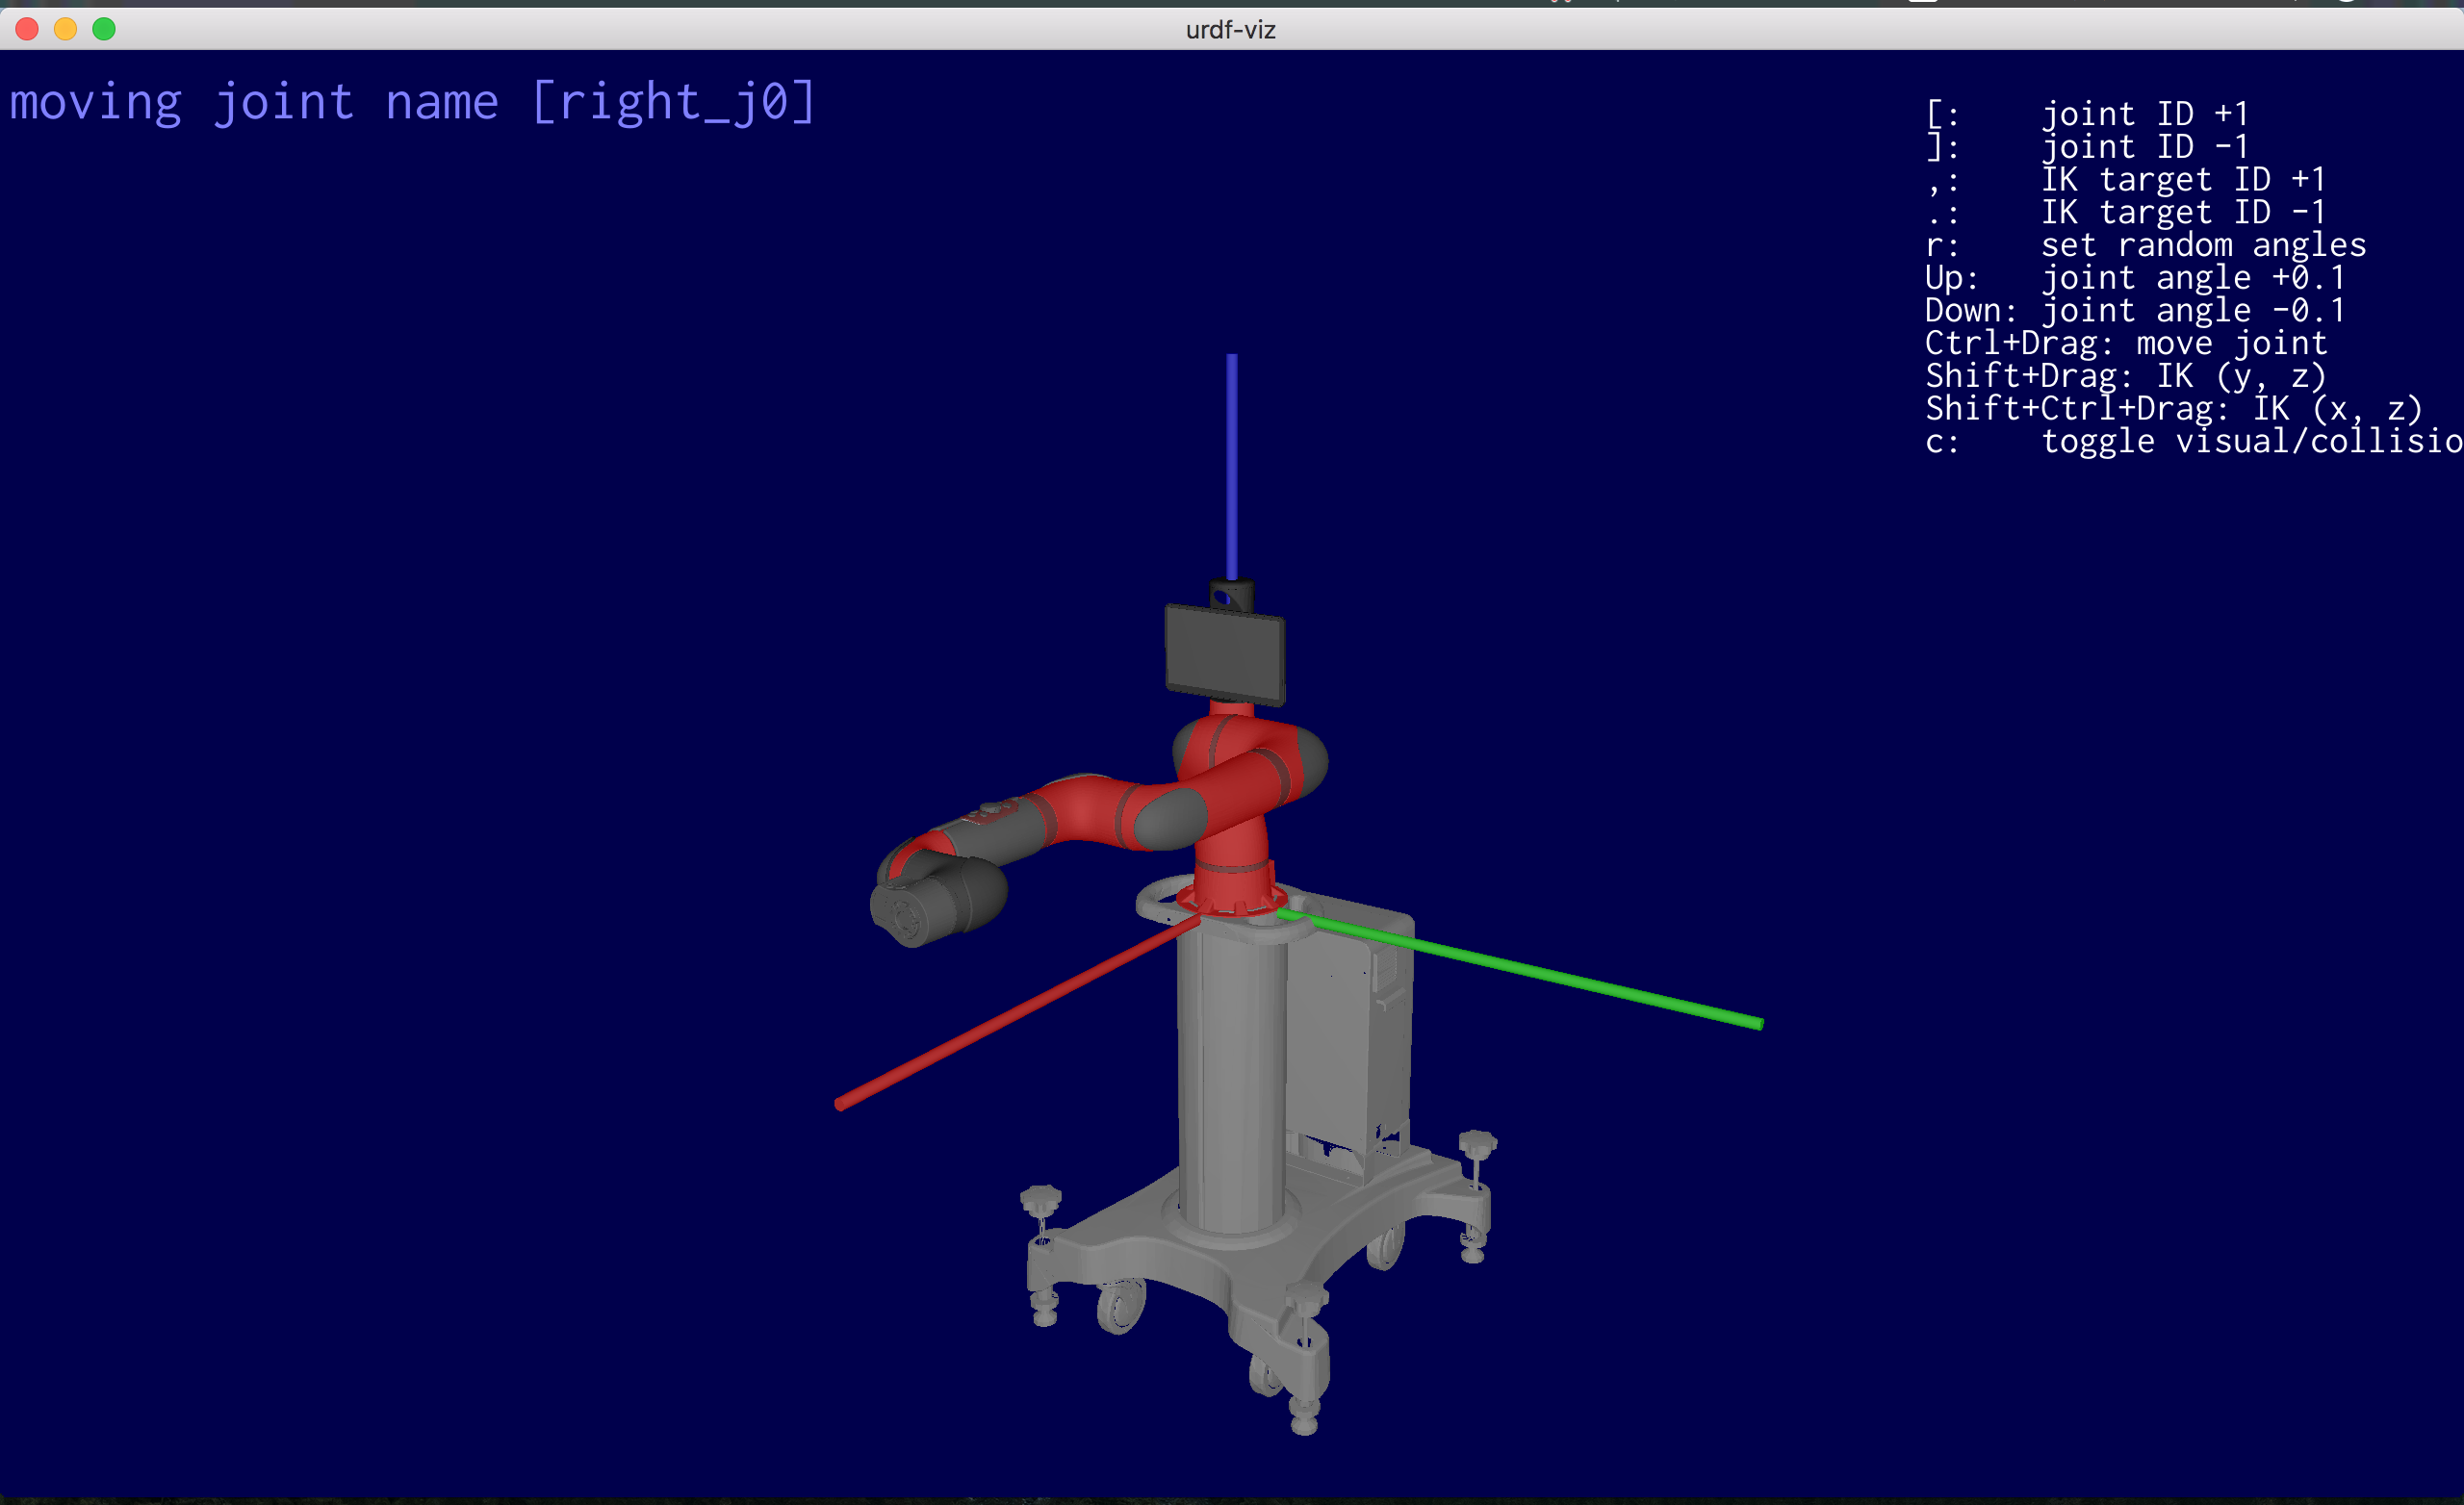 urdf-viz
moving joint name [right_j0]
[: joint ID +1
]: joint ID -1
,: IK target ID +1
.: IK target ID -1
r: set random angles
Up: joint angle +0.1
Down: joint angle -0.1
Ctrl+Drag: move joint
Shift+Drag: IK (y, z)
Shift+Ctrl+Drag: IK (x, z)
c: toggle visual/collisio